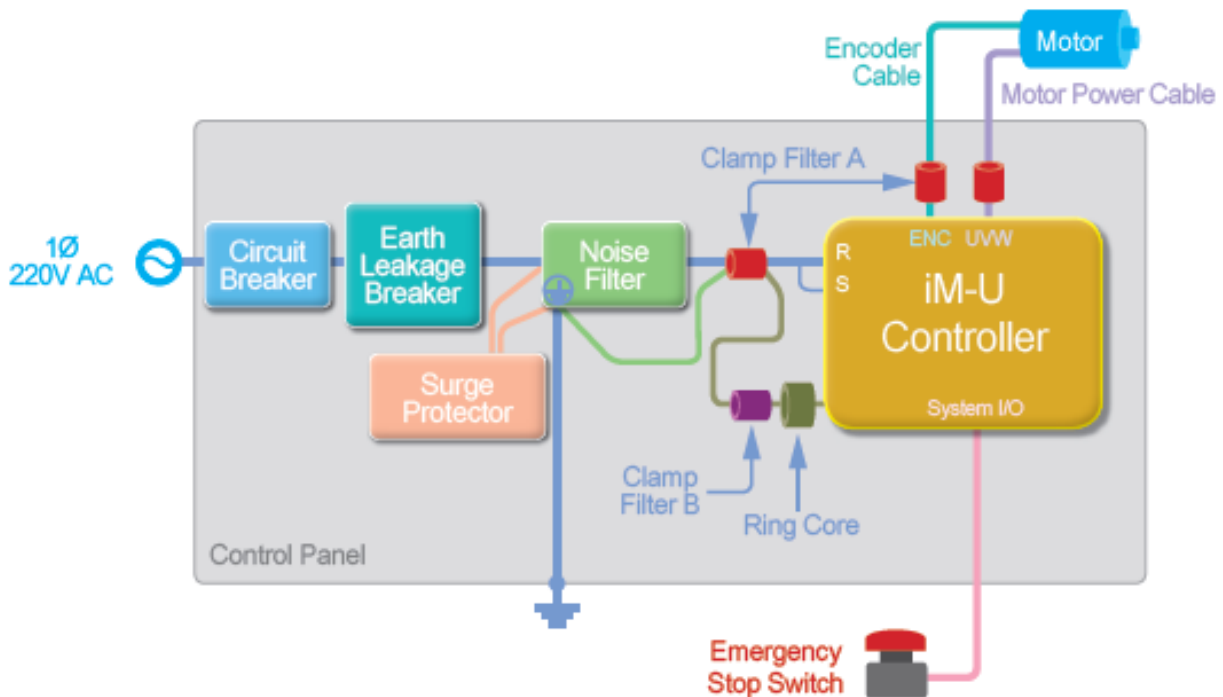 Motor
Encoder
Cable
Motor Power Cable
Clamp Filter A
1Ø
220V AC
Circuit
Breaker
Earth
Leakage
Breaker
Noise
Filter
ENC UVW
R
S
iM-U
Controller
System I/O
Surge
Protector
Clamp
Filter B
Ring Core
Control Panel
Emergency
Stop Switch